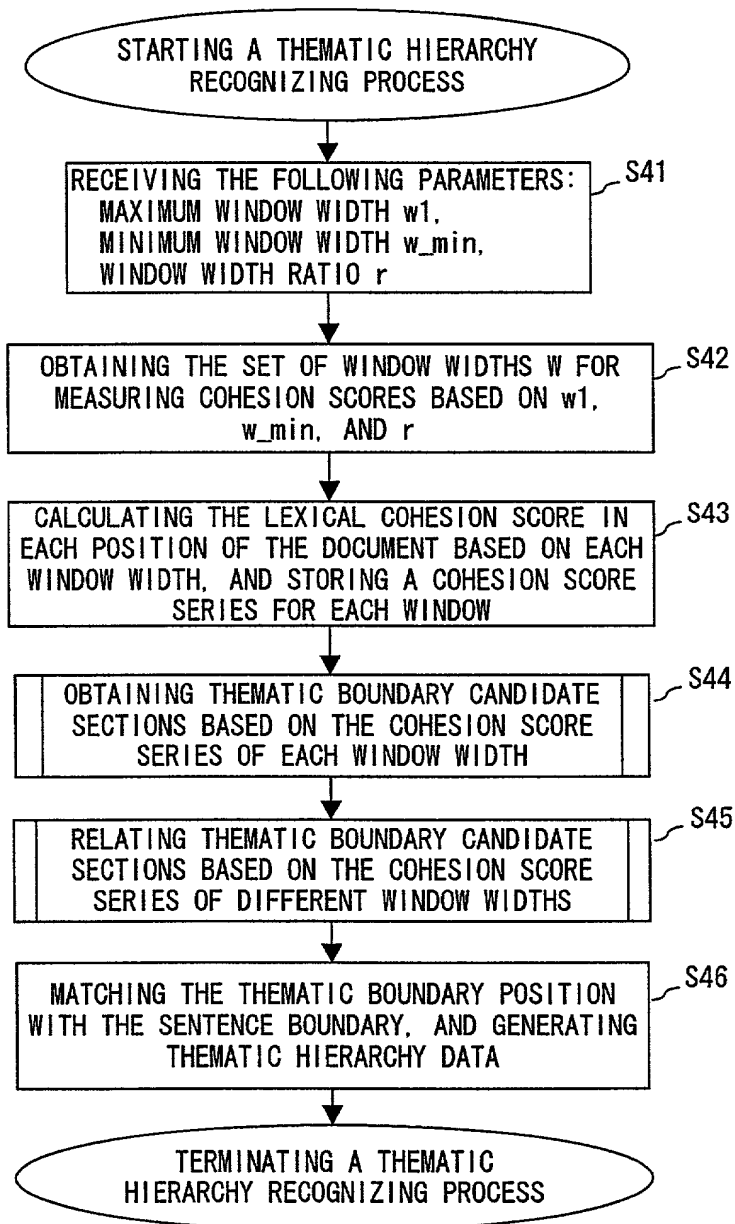 STARTING A THEMATIC HIERARCHY
RECOGNIZING PROCESS
S41
RECEIVING THE FOLLOWING PARAMETERS:
MAXIMUM WINDOW WIDTH w1,
MINIMUM WINDOW WIDTH w_min,
WINDOW WIDTH RATIO r
S42
OBTAINING THE SET OF WINDOW WIDTHS W FOR
MEASURING COHESION SCORES BASED ON w1,
w_min, AND r
S43
CALCULATING THE LEXICAL COHESION SCORE IN
EACH POSITION OF THE DOCUMENT BASED ON EACH
WINDOW WIDTH, AND STORING A COHESION SCORE
SERIES FOR EACH WINDOW
S44
OBTAINING THEMATIC BOUNDARY CANDIDATE
SECTIONS BASED ON THE COHESION SCORE
SERIES OF EACH WINDOW WIDTH
S45
RELATING THEMATIC BOUNDARY CANDIDATE
SECTIONS BASED ON THE COHESION SCORE
SERIES OF DIFFERENT WINDOW WIDTHS
S46
MATCHING THE THEMATIC BOUNDARY POSITION
WITH THE SENTENCE BOUNDARY, AND GENERATING
THEMATIC HIERARCHY DATA
TERMINATING A THEMATIC
HIERARCHY RECOGNIZING PROCESS